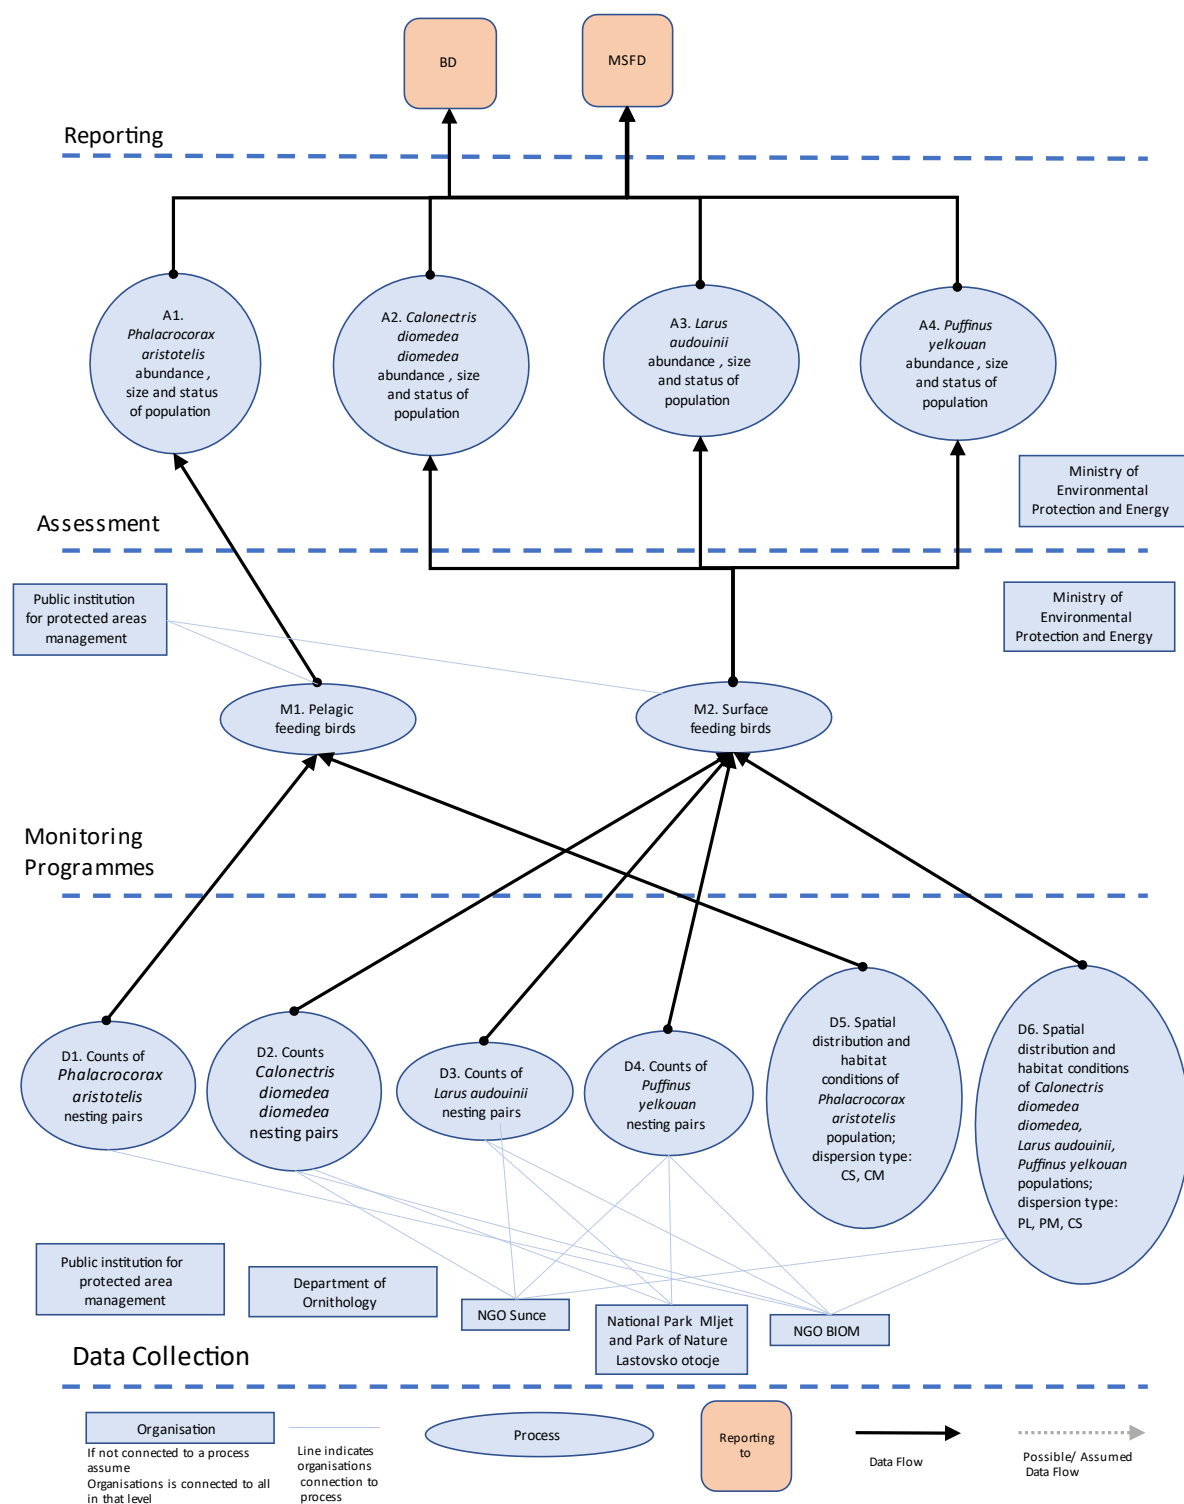 BD
MSFD
Reporting
A1.
Phalacrocorax
aristotelis
abundance ,
size and status
of population
A2. Calonectris
diomedea
diomedea
abundance , size
and status of
population
A3. Larus
audouinii
abundance , size
and status of
population
A4. Puffinus
yelkouan
abundance , size
and status of
population
Ministry of
Environmental
Protection and Energy
Assessment
Public institution
for protected areas
management
Ministry of
Environmental
Protection and Energy
M1. Pelagic
feeding birds
M2. Surface
feeding birds
Monitoring
Programmes
D1. Counts of
Phalacrocorax
aristotelis
nesting pairs
D2. Counts
Calonectris
diomedea
diomedea
nesting pairs
D3. Counts of
Larus audouinii
nesting pairs
D4. Counts of
Puffinus
yelkouan
nesting pairs
D5. Spatial
distribution and
habitat
conditions of
Phalacrocorax
aristotelis
population;
dispersion type:
CS, CM
D6. Spatial
distribution and
habitat conditions
of Calonectris
diomedea
diomedea,
Larus audouinii,
Puffinus yelkouan
populations;
dispersion type:
PL, PM, CS
Public institution for
protected area
management
Department of
Ornithology
NGO Sunce
National Park Mljet
and Park of Nature
Lastovsko otocje
NGO BIOM
Data Collection
Organisation
If not connected to a process
assume
Organisations is connected to all
in that level
Line indicates
organisations
connection to
process
Process
Reporting
to
Data Flow
Possible/ Assumed
Data Flow